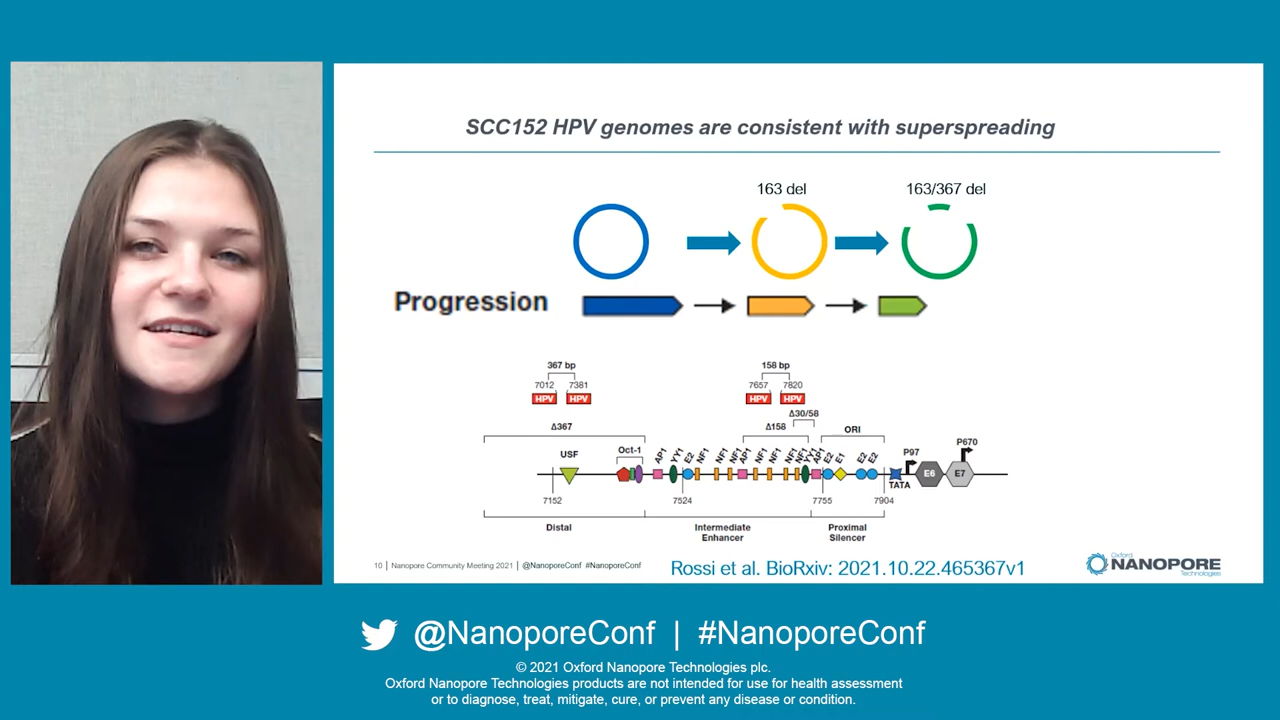 SCC152 HPV genomes are consistent with superspreading
163 del
163/367 del
Progression
367 bp
158 bp
7012
7381
7657
7820
HPV
HPV
HPV
HPV
Δ30/58
Δ367
Δ158
ORI
USF
Oct-1
AP1
YY1
E2
NF1
NF1
NF1
AP1
NF1
NF1
NF1
NF1
YY1
AP1
E2
E1
E2
E2
P97
P670
TATA
E6
E7
7152
7524
7755
7904
Distal
Intermediate
Enhancer
Proximal
Silencer
10 | Nanopore Community Meeting 2021 | @NanoporeConf #NanoporeConf
Rossi et al. BioRxiv: 2021.10.22.465367v1
Oxford
NANOPORE
Technologies
@NanoporeConf | #NanoporeConf
© 2021 Oxford Nanopore Technologies plc.
Oxford Nanopore Technologies products are not intended for use for health assessment
or to diagnose, treat, mitigate, cure, or prevent any disease or condition.